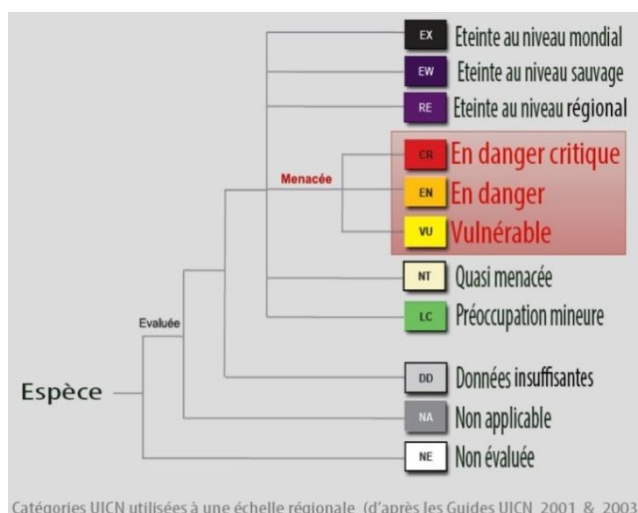 EX Eteinte au niveau mondial
EW Eteinte au niveau sauvage
RE Eteinte au niveau régional
CR En danger critique
Menacée
EN En danger
VU Vulnérable
NT Quasi menacée
LC Préoccupation mineure
Evaluée
DD Données insuffisantes
Espèce
NA Non applicable
NE Non évaluée
Catégories UICN utilisées à une échelle régionale (d'après les Guides UICN 2001 & 2003